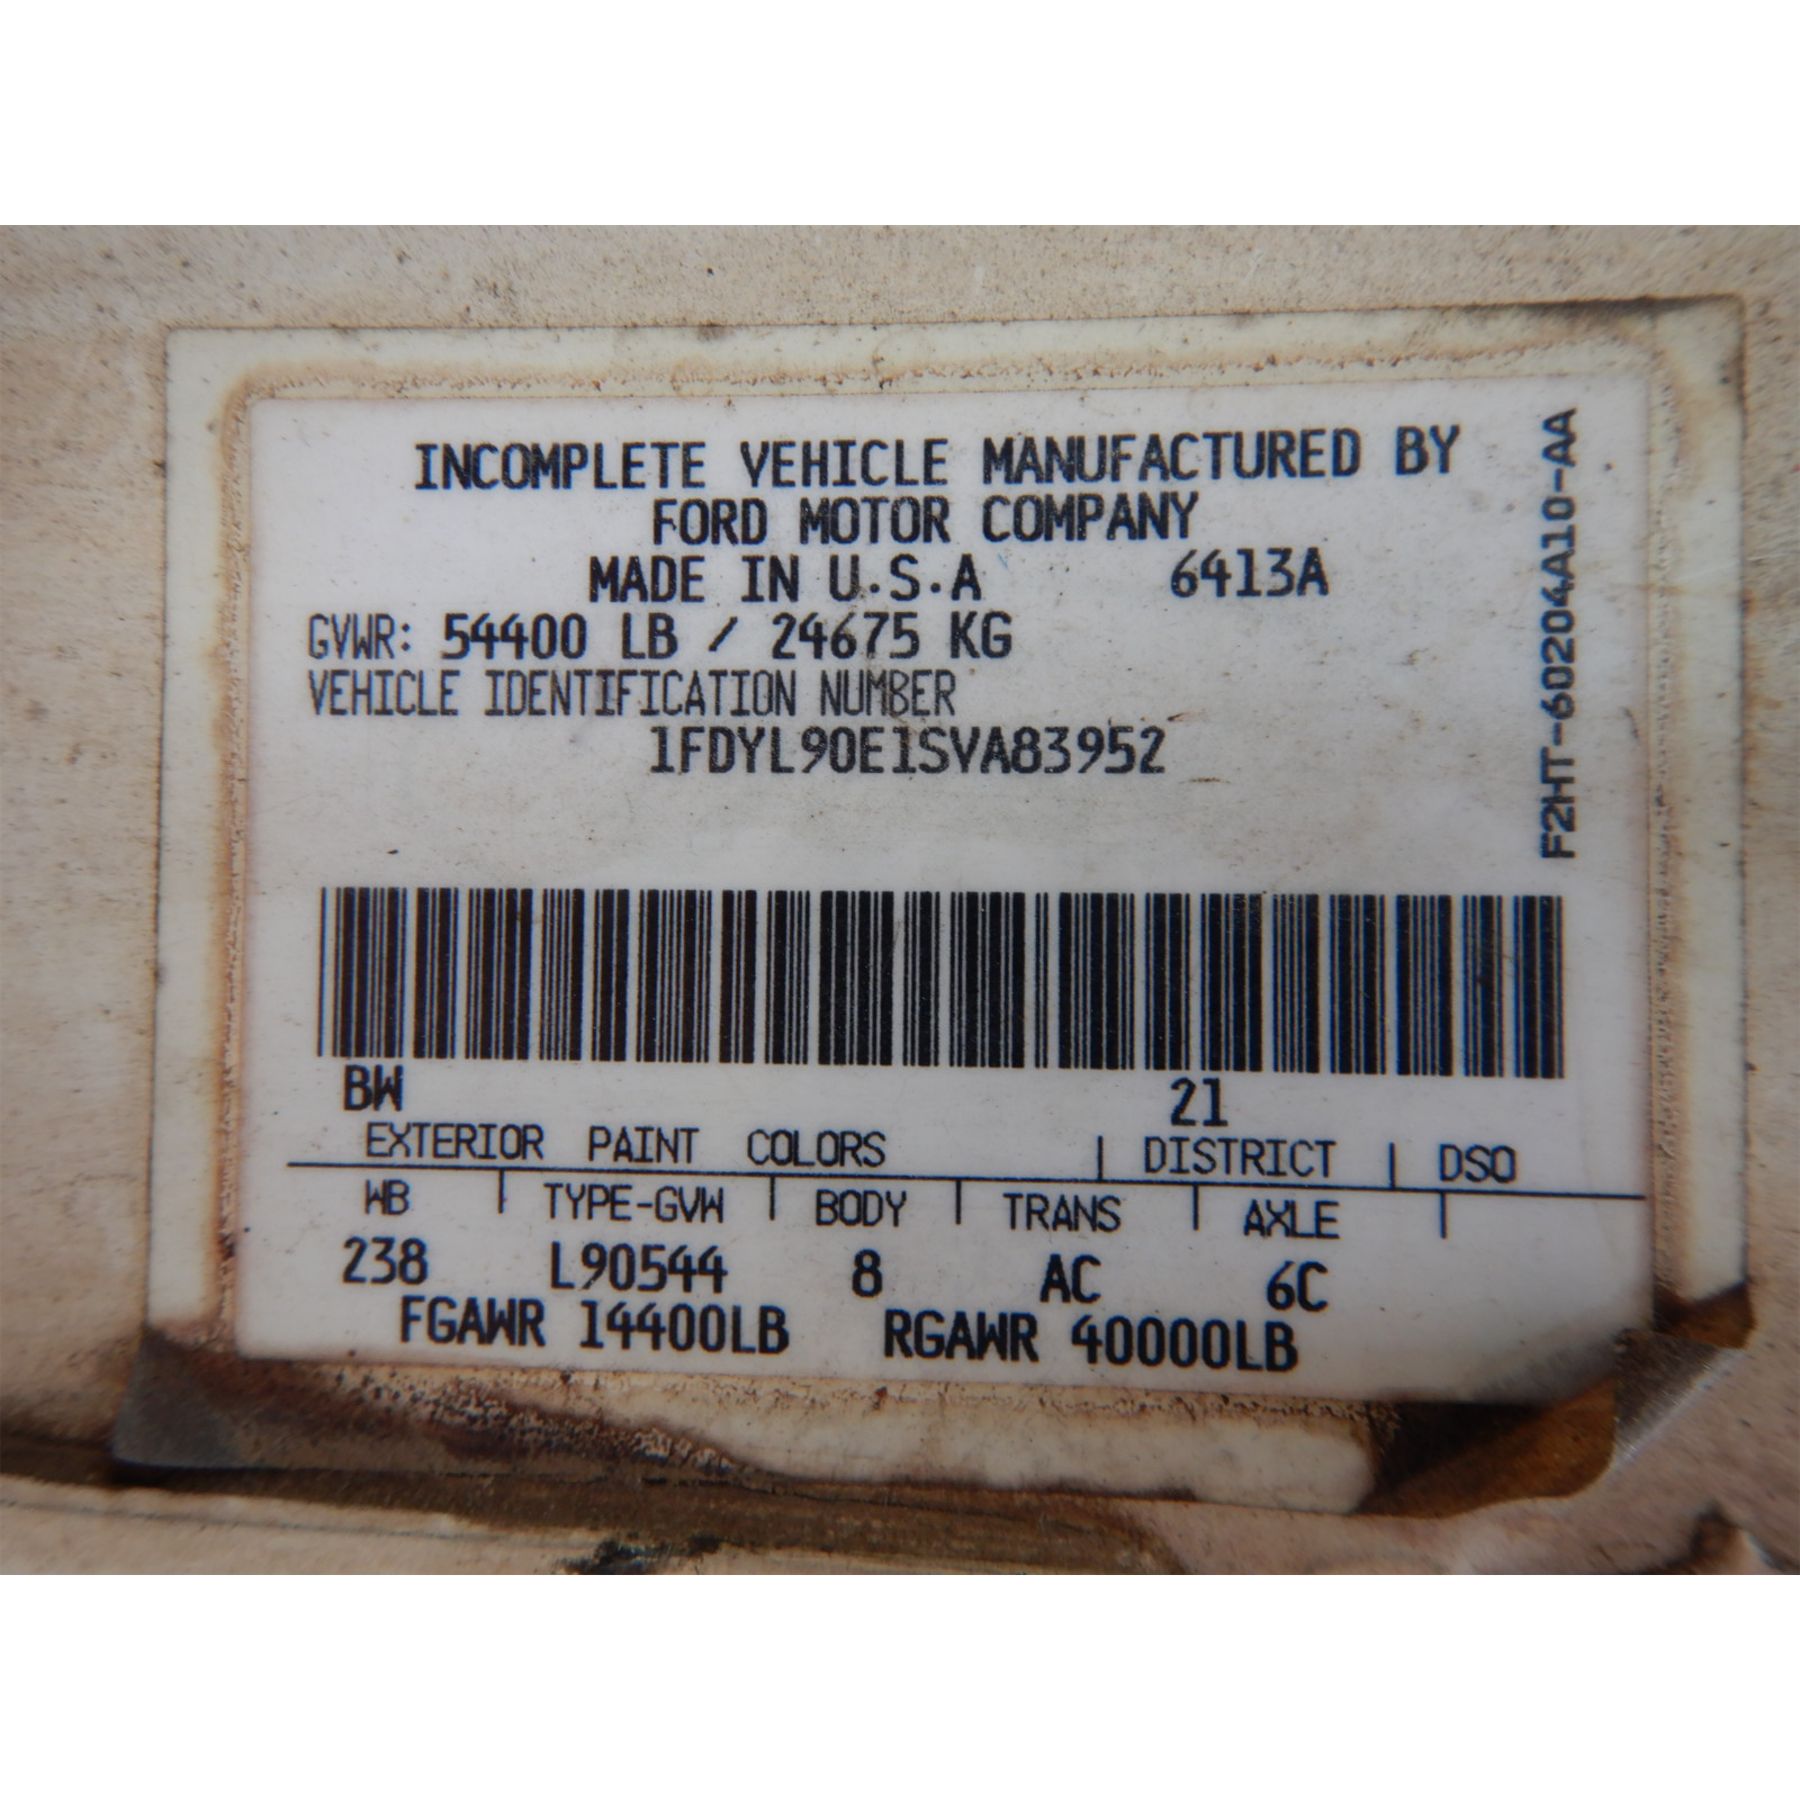 INCOMPLETE VEHICLE MANUFACTURED BY
FORD MOTOR COMPANY
MADE IN U.S.A 6413A
GVWR: 54400 LB / 24675 KG
VEHICLE IDENTIFICATION NUMBER
1FDYL90E1SVA83952
F2HT-60204A10-AA
BW 21
EXTERIOR PAINT COLORS | DISTRICT | DSO
WB | TYPE-GVW | BODY | TRANS | AXLE |
238 L90544 8 AC 6C
FGAWR 14400LB RGAWR 40000LB